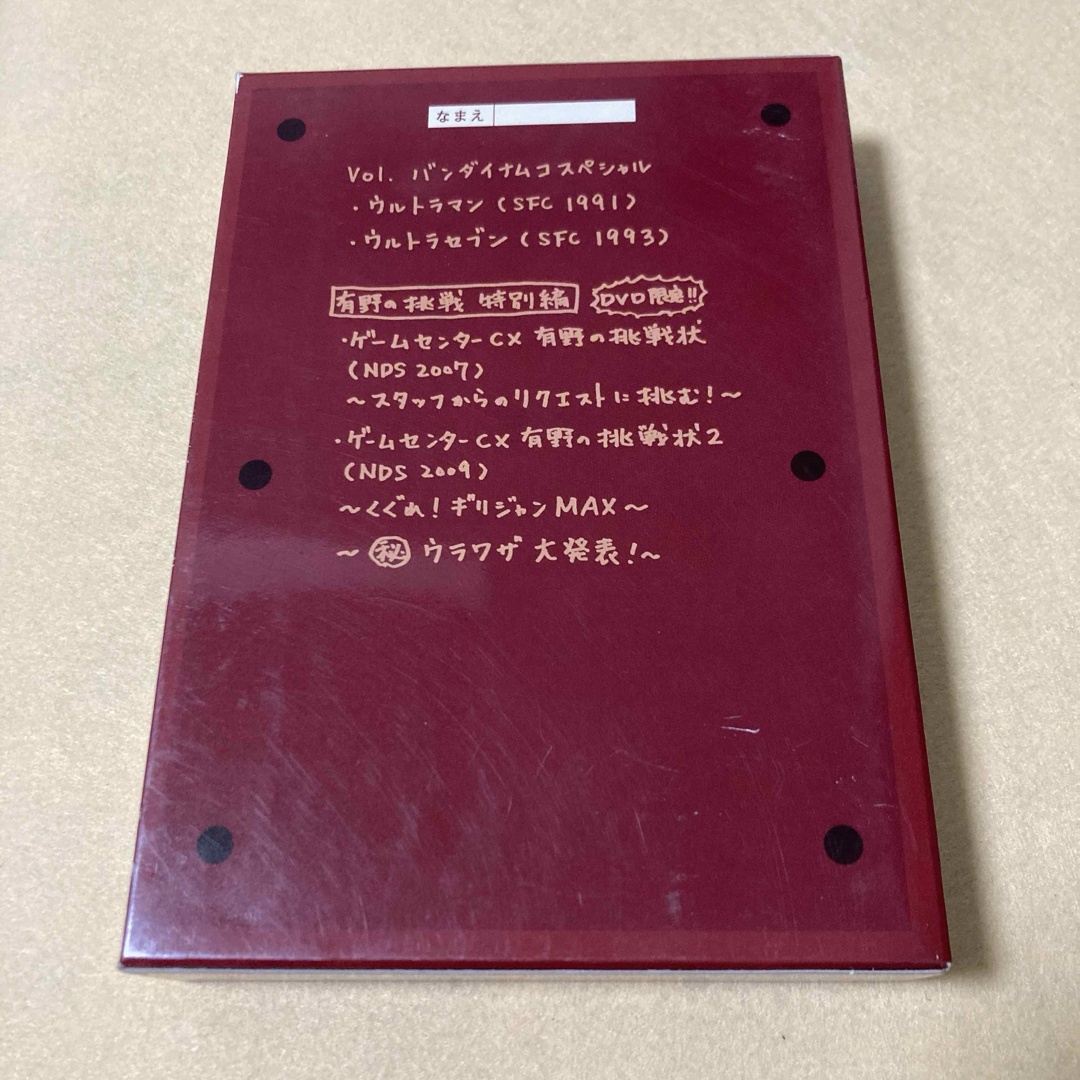 なまえ
Vol. バンダイナムコスペシャル
・ウルトラマン(SFC 1991)
・ウルトラセブン(SFC 1993)
有野の挑戦 特別編 DVD限定!!
・ゲームセンターCX 有野の挑戦状
(NDS 2007)
～スタッフからのリクエストに挑む!～
・ゲームセンターCX 有野の挑戦状2
(NDS 2009)
～くぐれ!ギリジャンMAX～
～㊙ウラワザ大発表!～